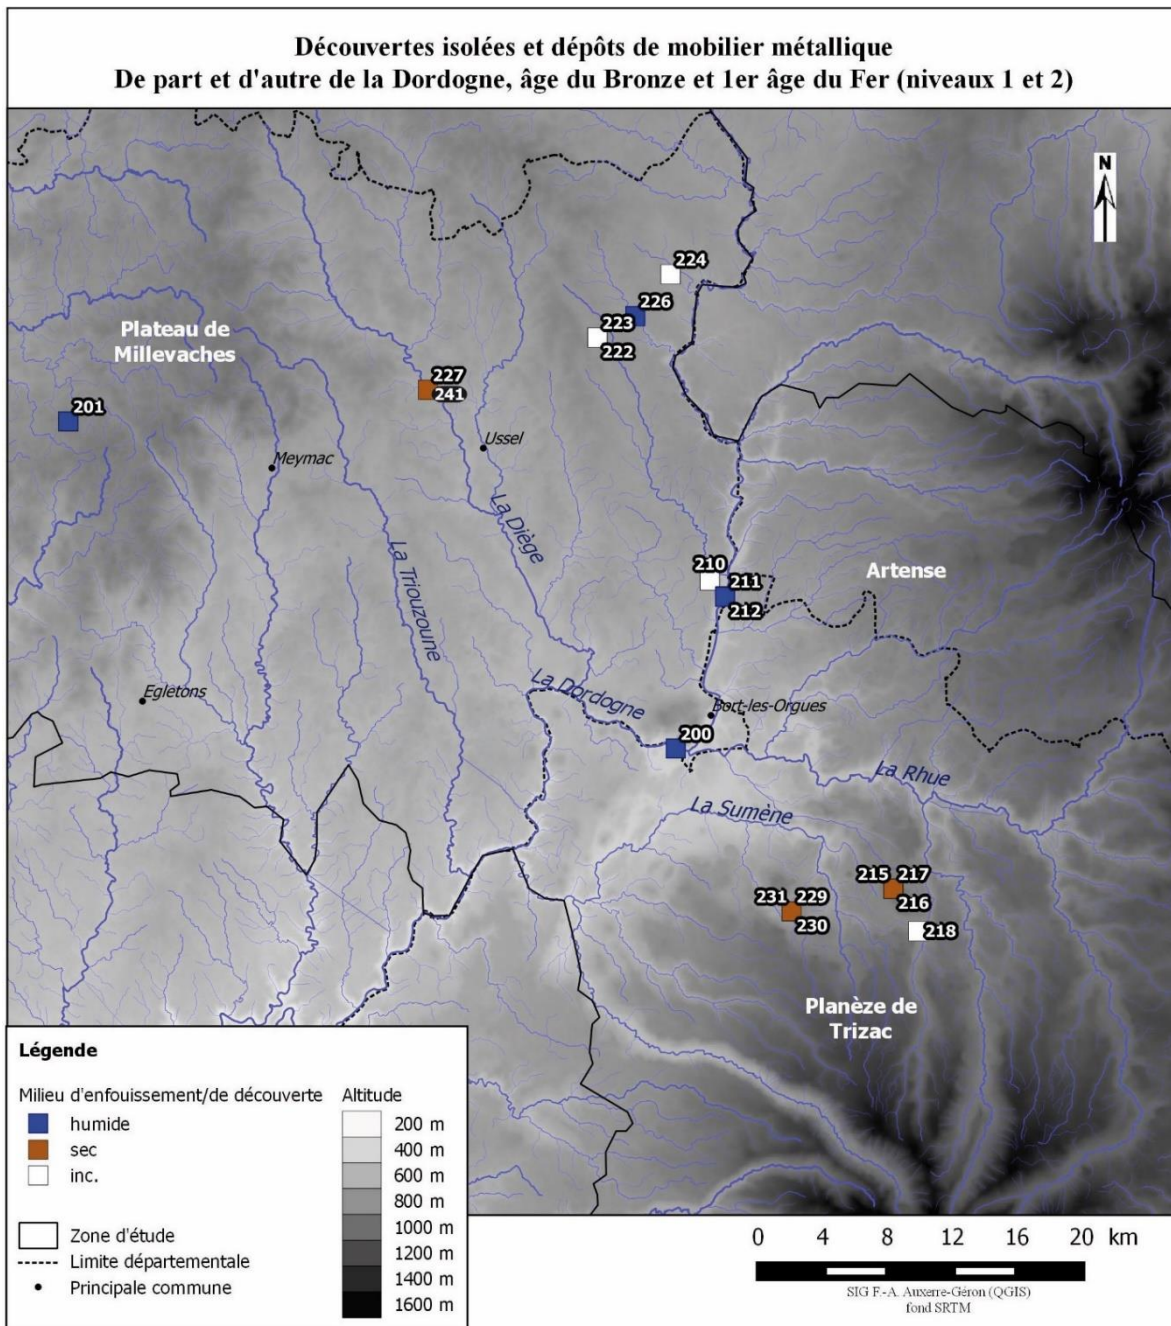 Découvertes isolées et dépôts de mobilier métallique
De part et d'autre de la Dordogne, âge du Bronze et 1er âge du Fer (niveaux 1 et 2)
N
224
226
223
222
Plateau de
Millevaches
227
241
201
Ussel
Meymac
La Diège
La Triouzoune
210
211
212
Artense
Egletons
La Dordogne
Bort-les-Orgues
200
La Rhue
La Sumène
215 217
216
231 229
230
218
Planèze de
Trizac
Légende
Milieu d'enfouissement/de découverte
humide
sec
inc.
Zone d'étude
Limite départementale
Principale commune
Altitude
200 m
400 m
600 m
800 m
1000 m
1200 m
1400 m
1600 m
0 4 8 12 16 20 km
SIG F.-A. Auxerre-Géron (QGIS)
fond SRTM